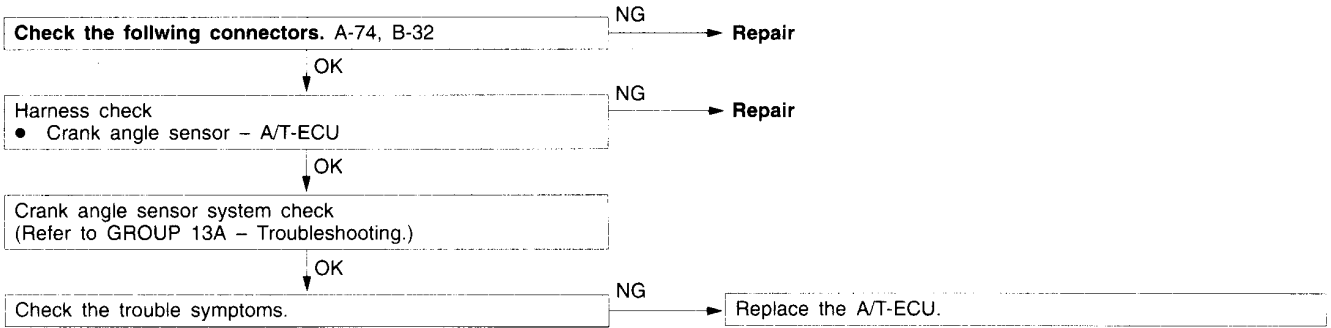 Check the follwing connectors. A-74, B-32
NG
Repair
OK
Harness check
NG
Repair
● Crank angle sensor – A/T-ECU
OK
Crank angle sensor system check
(Refer to GROUP 13A – Troubleshooting.)
OK
Check the trouble symptoms.
NG
Replace the A/T-ECU.